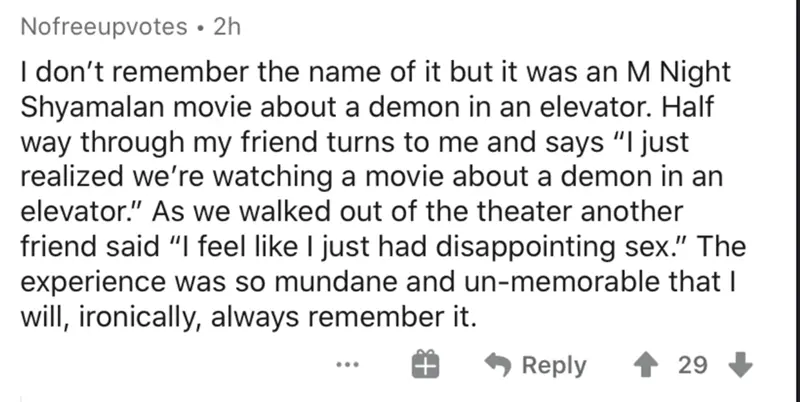 Nofreeupvotes • 2h
I don’t remember the name of it but it was an M Night
Shyamalan movie about a demon in an elevator. Half
way through my friend turns to me and says “I just
realized we’re watching a movie about a demon in an
elevator.” As we walked out of the theater another
friend said “I feel like I just had disappointing sex.” The
experience was so mundane and un-memorable that I
will, ironically, always remember it.
Reply 29